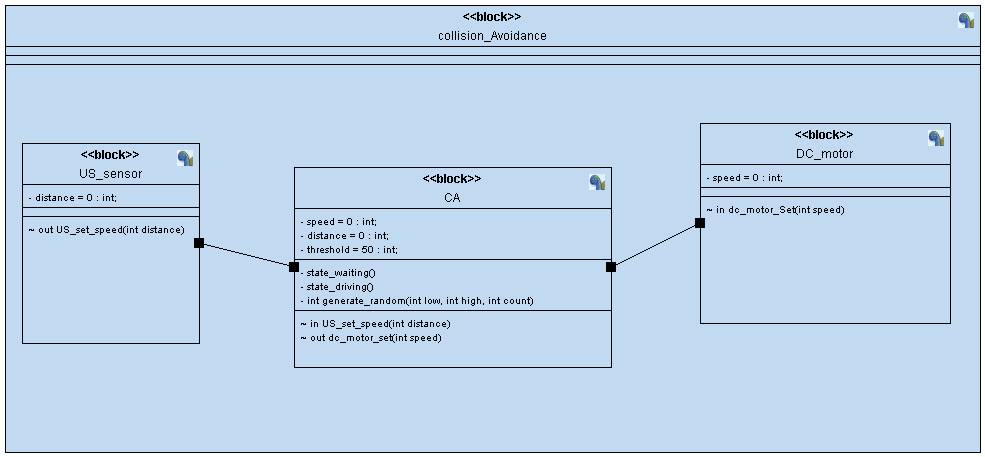 <<block>>
collision_Avoidance
<<block>>
US_sensor
- distance = 0 : int;
~ out US_set_speed(int distance)
<<block>>
CA
- speed = 0 : int;
- distance = 0 : int;
- threshold = 50 : int;
- state_waiting()
- state_driving()
- int generate_random(int low, int high, int count)
~ in US_set_speed(int distance)
~ out dc_motor_set(int speed)
<<block>>
DC_motor
- speed = 0 : int;
~ in dc_motor_Set(int speed)